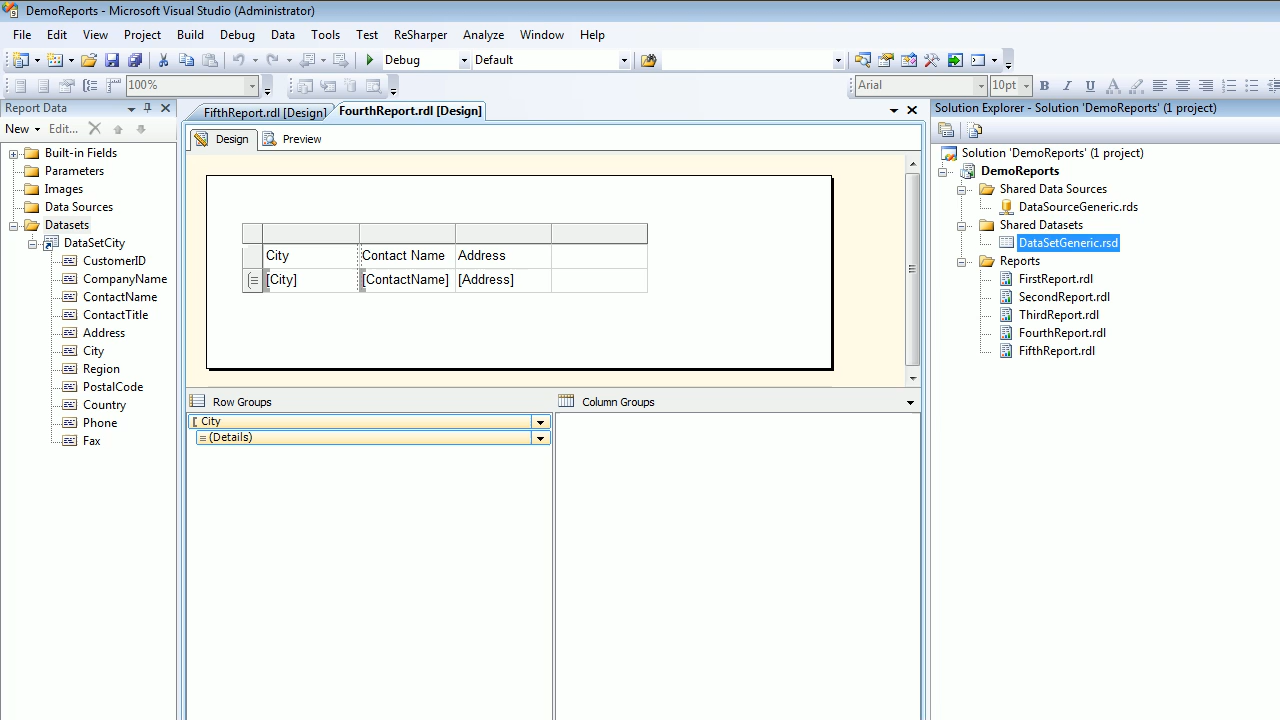 DemoReports - Microsoft Visual Studio (Administrator)
File Edit View Project Build Debug Data Tools Test ReSharper Analyze Window Help
Debug Default
100% Arial 10pt B I U A
Report Data
New Edit...
Built-in Fields
Parameters
Images
Data Sources
Datasets
DataSetCity
CustomerID
CompanyName
ContactName
ContactTitle
Address
City
Region
PostalCode
Country
Phone
Fax
FifthReport.rdl [Design] FourthReport.rdl [Design]
Design Preview
City Contact Name Address
[City] [ContactName] [Address]
Row Groups Column Groups
City
(Details)
Solution Explorer - Solution 'DemoReports' (1 project)
Solution 'DemoReports' (1 project)
DemoReports
Shared Data Sources
DataSourceGeneric.rds
Shared Datasets
DataSetGeneric.rsd
Reports
FirstReport.rdl
SecondReport.rdl
ThirdReport.rdl
FourthReport.rdl
FifthReport.rdl